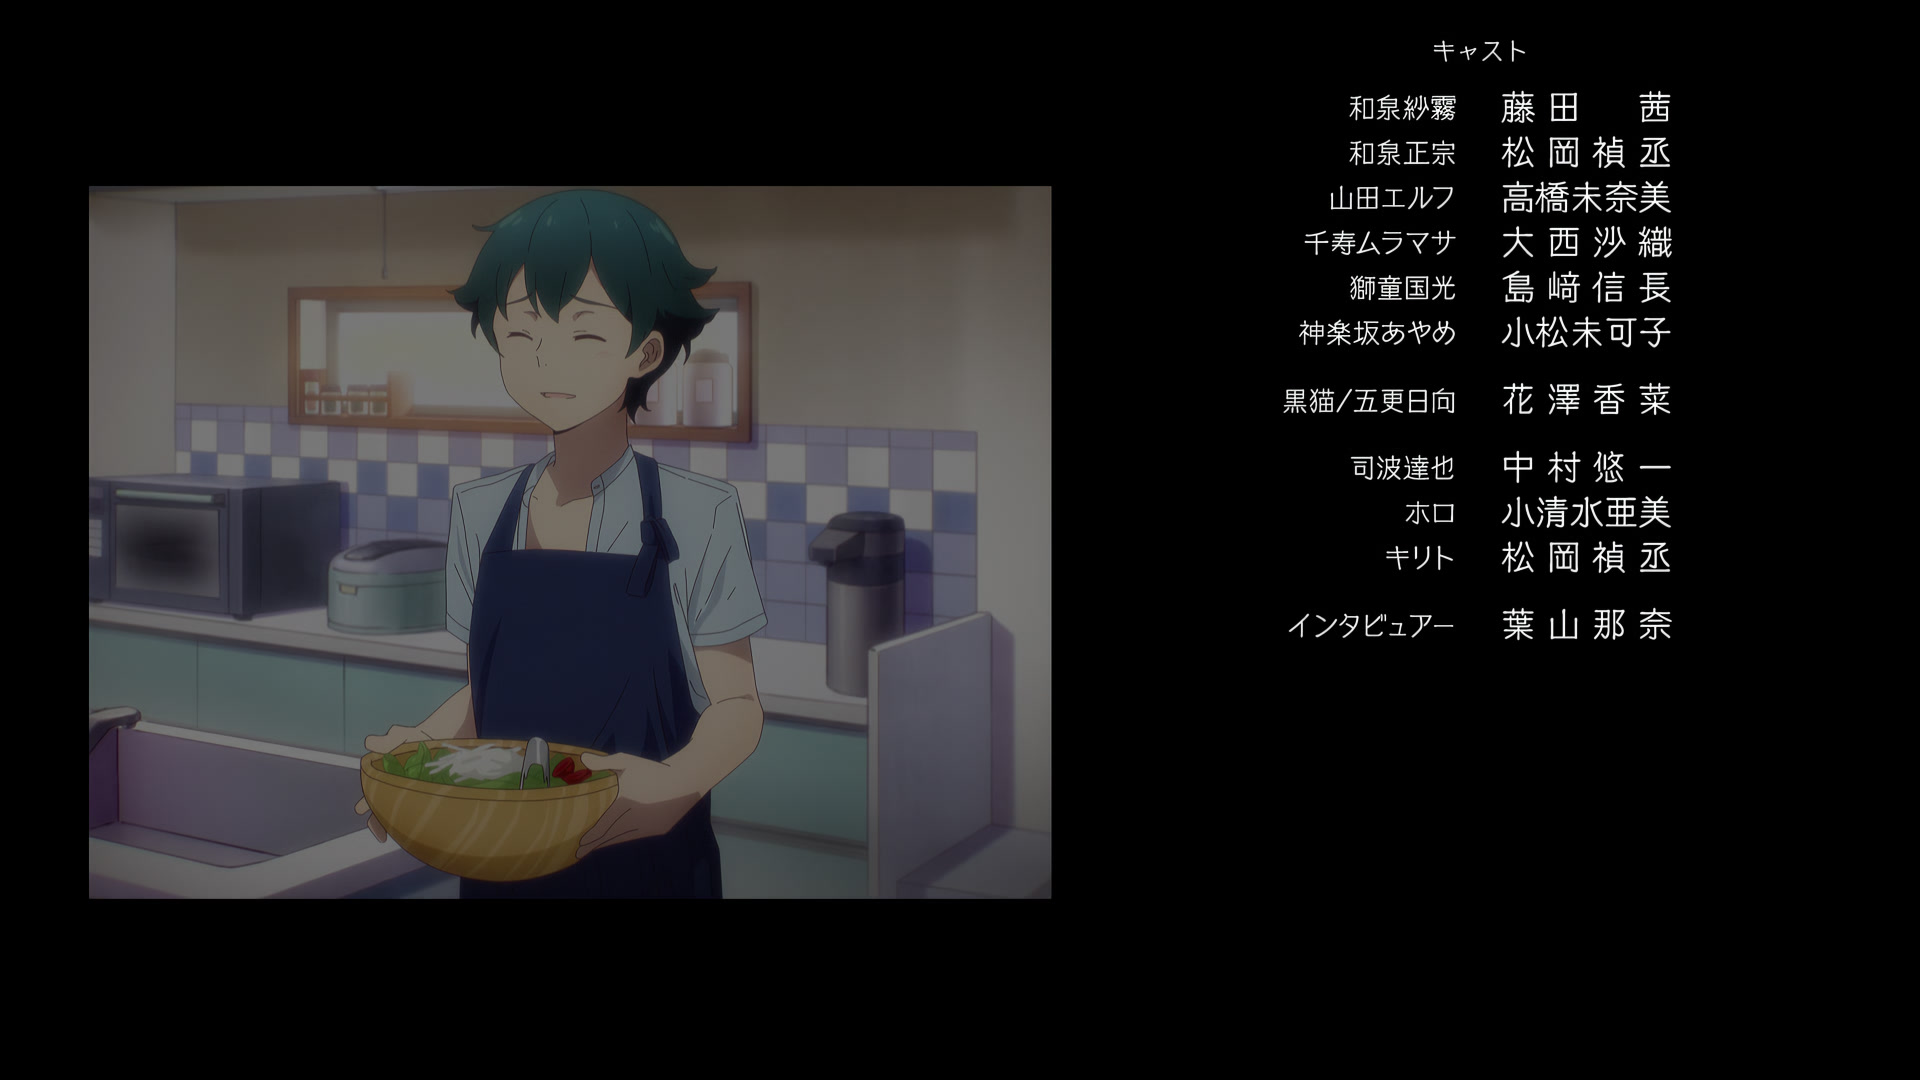 キャスト
和泉紗霧 藤田 茜
和泉正宗 松岡禎丞
山田エルフ 高橋未奈美
千寿ムラマサ 大西沙織
獅童国光 島﨑信長
神楽坂あやめ 小松未可子
黒猫/五更日向 花澤香菜
司波達也 中村悠一
ホロ 小清水亜美
キリト 松岡禎丞
インタビュアー 葉山那奈